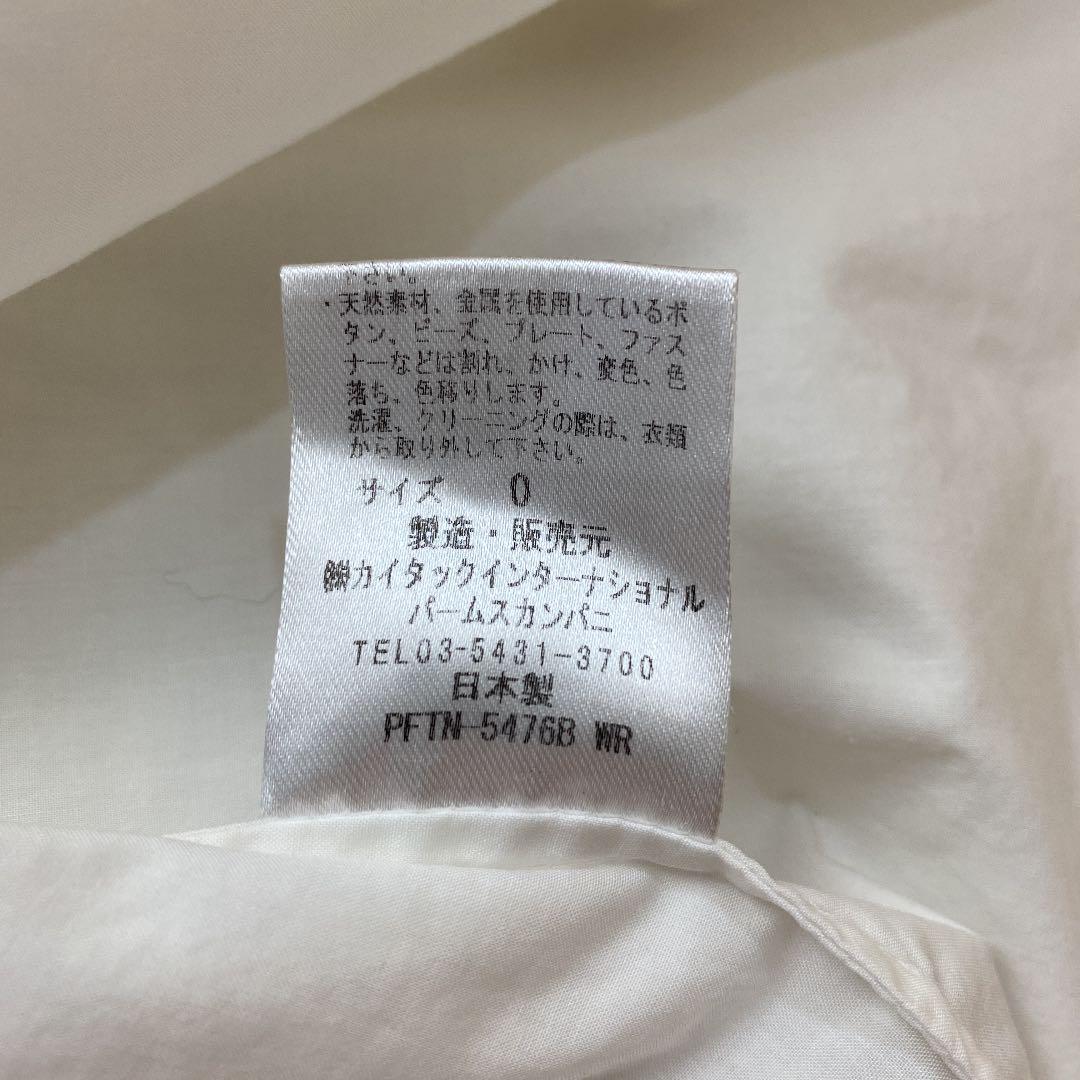 下さい。
・天然素材、金属を使用しているボ
タン、ビーズ、プレート、ファス
ナーなどは割れ、かけ、変色、色
落ち、色移りします。
洗濯、クリーニングの際は、衣類
から取り外して下さい。
サイズ 0
製造・販売元
㈱カイタックインターナショナル
パームスカンパニ
TEL03-5431-3700
日本製
PFTN-5476B WR